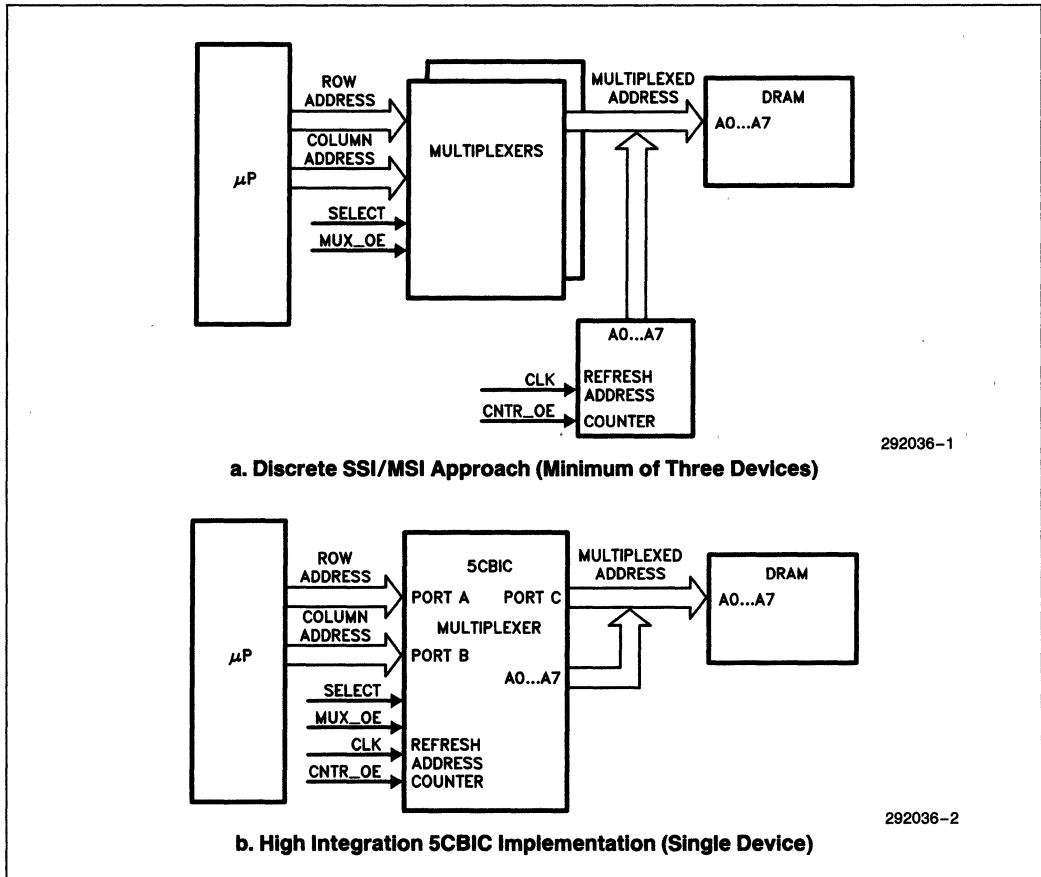 μP
ROW
ADDRESS
COLUMN
ADDRESS
SELECT
MUX_OE
MULTIPLEXERS
MULTIPLEXED
ADDRESS
DRAM
A0...A7
A0...A7
CLK
REFRESH
ADDRESS
CNTR_OE
COUNTER
292036-1
a. Discrete SSI/MSI Approach (Minimum of Three Devices)
μP
ROW
ADDRESS
COLUMN
ADDRESS
SELECT
MUX_OE
CLK
CNTR_OE
5CBIC
PORT A
PORT C
MULTIPLEXER
PORT B
A0...A7
REFRESH
ADDRESS
COUNTER
MULTIPLEXED
ADDRESS
DRAM
A0...A7
292036-2
b. High Integration 5CBIC Implementation (Single Device)